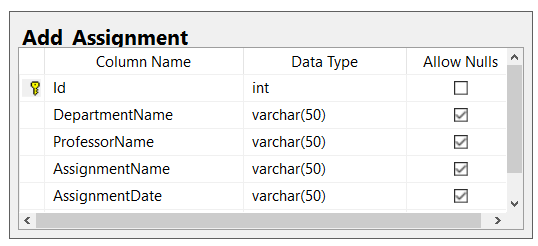 Add_Assignment
Column Name Data Type Allow Nulls
Id int
DepartmentName varchar(50)
ProfessorName varchar(50)
AssignmentName varchar(50)
AssignmentDate varchar(50)